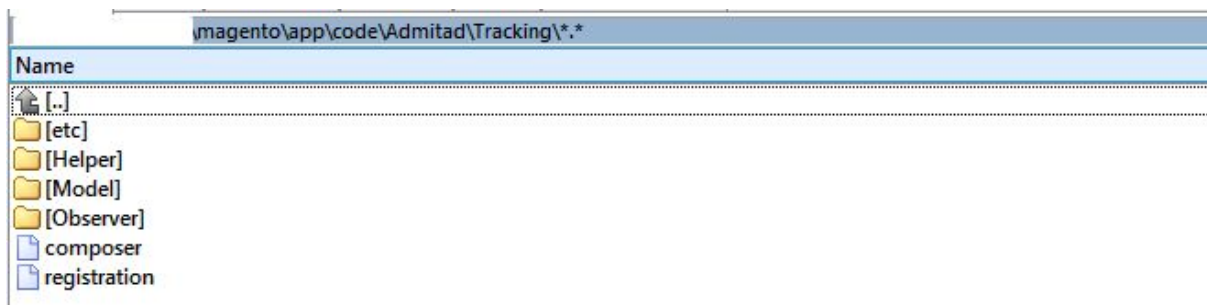 \magento\app\code\Admitad\Tracking\*.*
Name
[..]
[etc]
[Helper]
[Model]
[Observer]
composer
registration